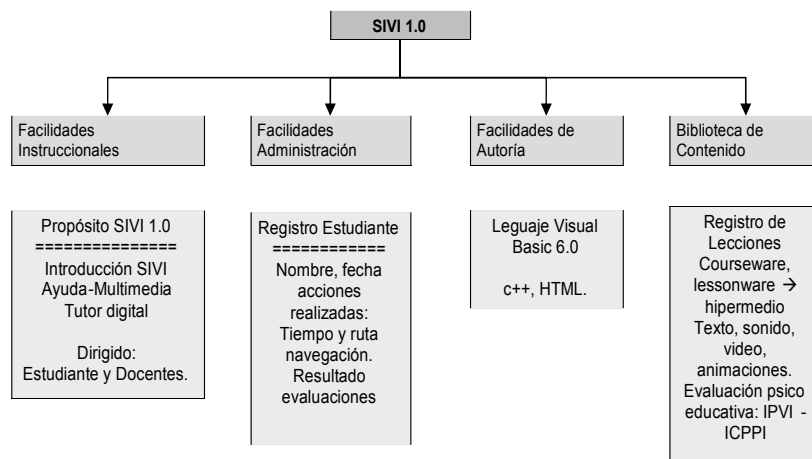 SIVI 1.0
Facilidades
Instruccionales
Facilidades
Administración
Facilidades de
Autoría
Biblioteca de
Contenido
Propósito SIVI 1.0
===============
Introducción SIVI
Ayuda-Multimedia
Tutor digital
Dirigido:
Estudiante y Docentes.
Registro Estudiante
============
Nombre, fecha
acciones
realizadas:
Tiempo y ruta
navegación.
Resultado
evaluaciones
Leguaje Visual
Basic 6.0
c++, HTML.
Registro de
Lecciones
Courseware,
lessonware →
hipermedio
Texto, sonido,
video,
animaciones.
Evaluación psico
educativa: IPVI -
ICPPI